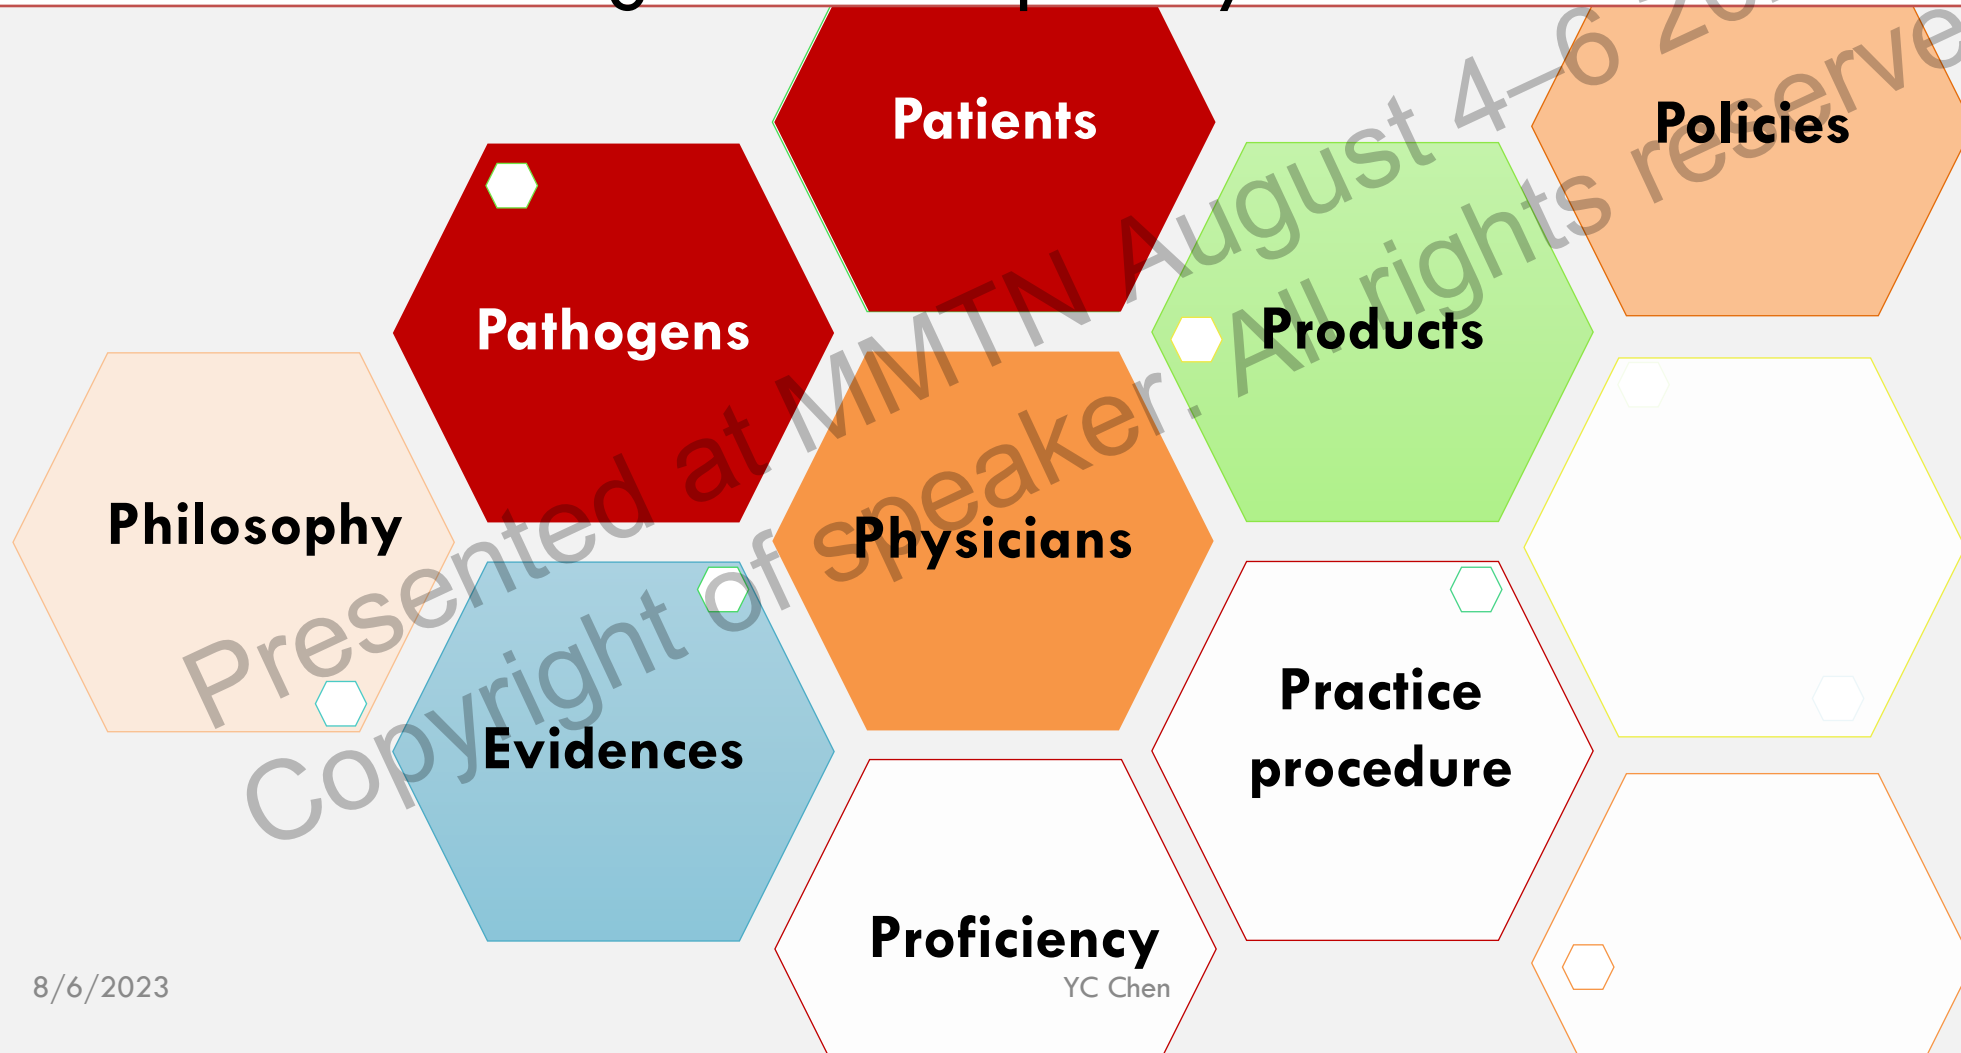 Patients
Policies
Pathogens
Products
Philosophy
Physicians
Practice
procedure
Evidences
Proficiency
8/6/2023
YC Chen
Presented at MMTN August 4–6
Copyright of speaker. All rights